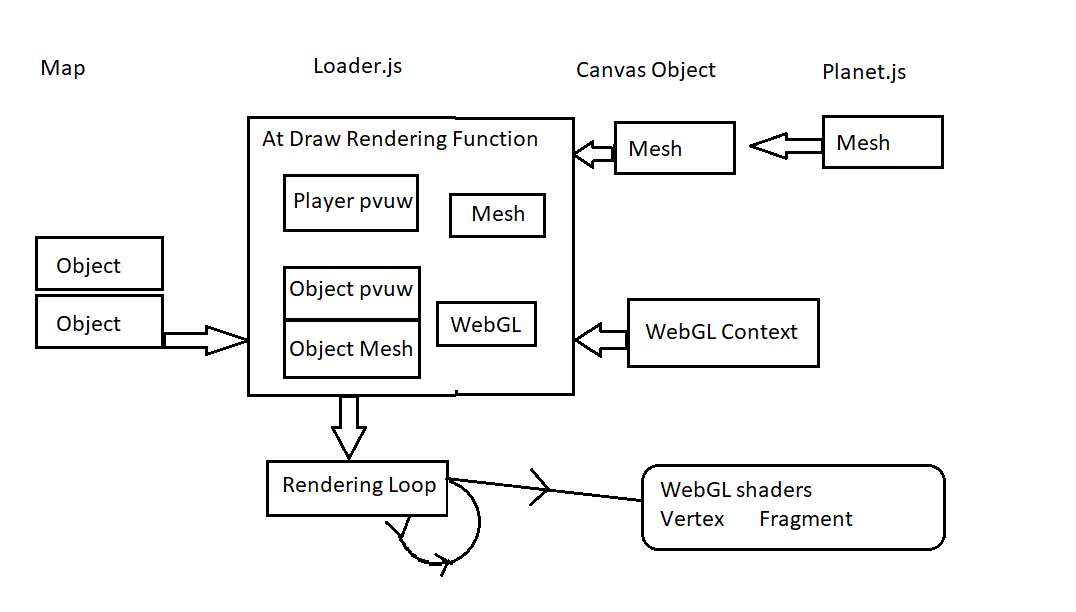 Map
Loader.js
Canvas Object
Planet.js
At Draw Rendering Function
Mesh
Mesh
Player pvuw
Mesh
Object
Object pvuw
Object
WebGL
Object Mesh
WebGL Context
Rendering Loop
WebGL shaders
Vertex Fragment